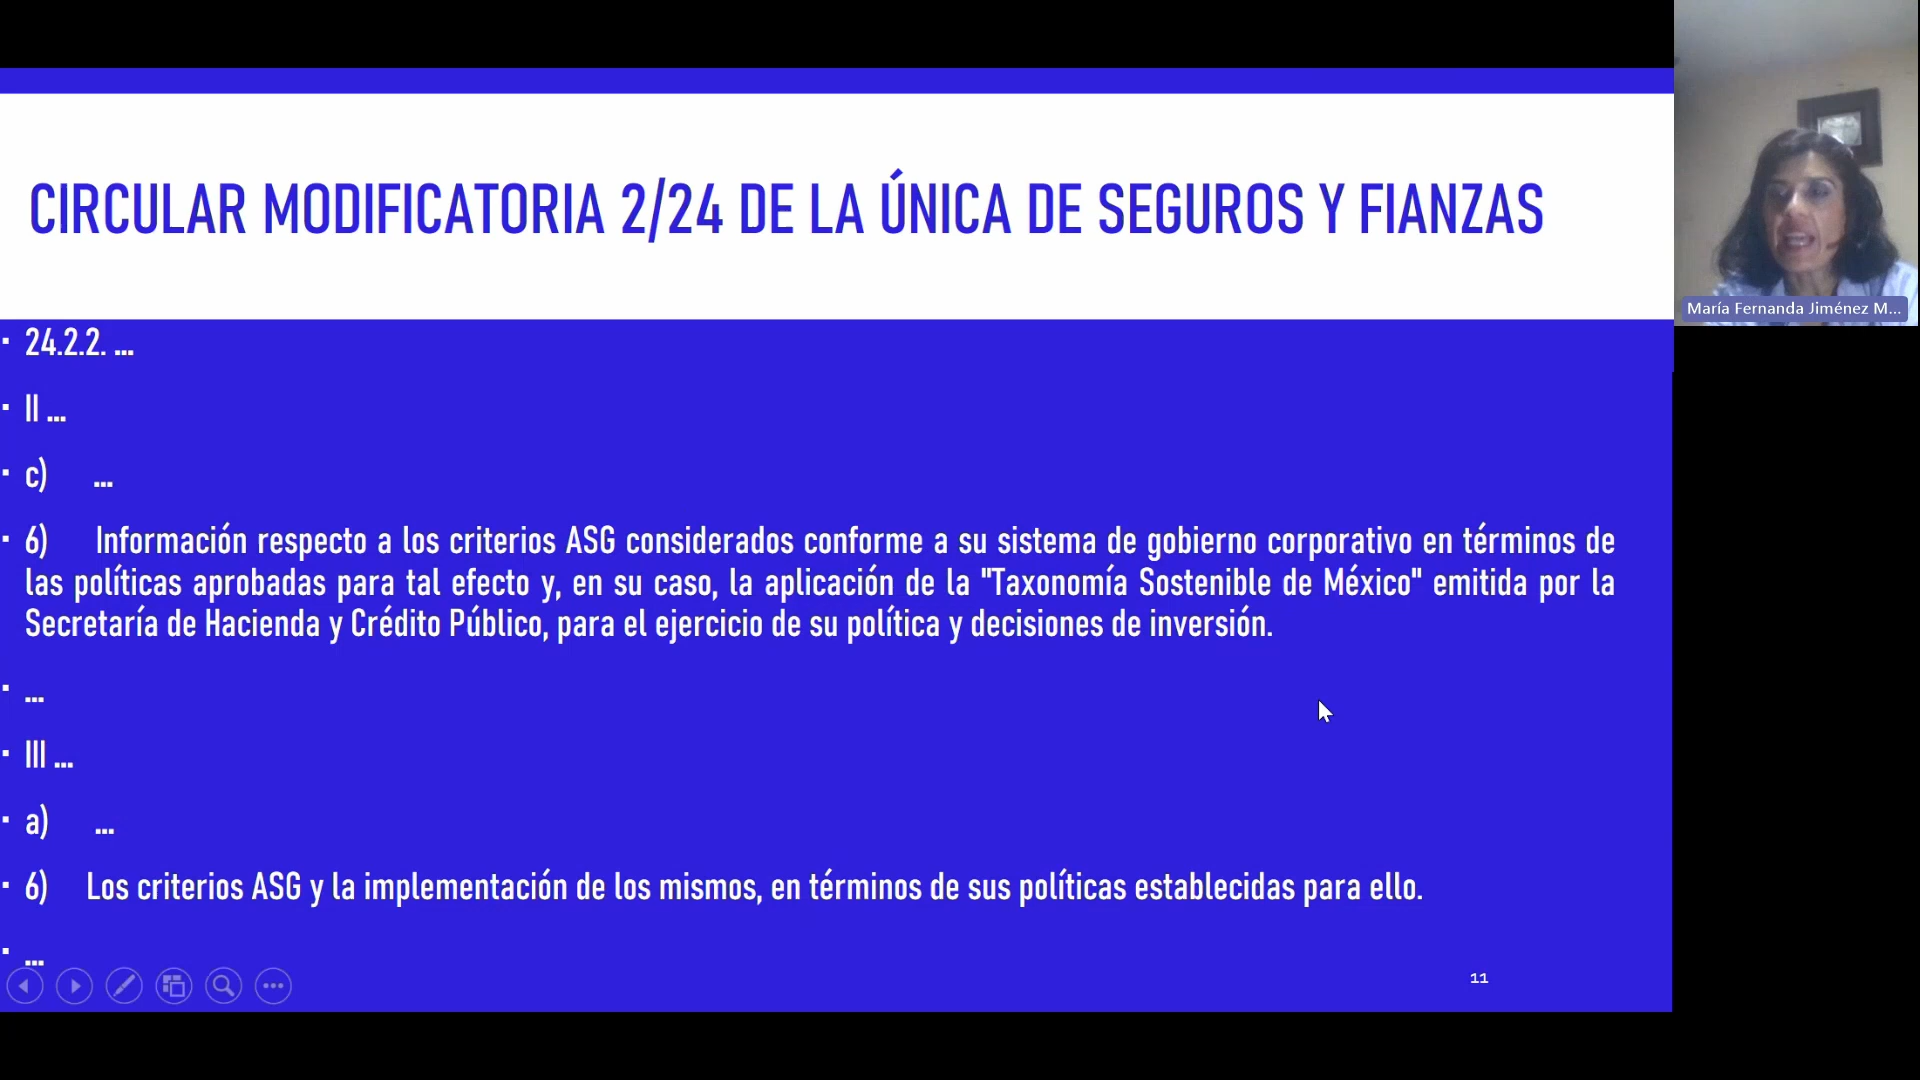 CIRCULAR MODIFICATORIA 2/24 DE LA ÚNICA DE SEGUROS Y FIANZAS
María Fernanda Jiménez M...
▪ 24.2.2. ...
▪ II ...
▪ c) ...
▪ 6) Información respecto a los criterios ASG considerados conforme a su sistema de gobierno corporativo en términos de
las políticas aprobadas para tal efecto y, en su caso, la aplicación de la "Taxonomía Sostenible de México" emitida por la
Secretaría de Hacienda y Crédito Público, para el ejercicio de su política y decisiones de inversión.
▪ ...
▪ III ...
▪ a) ...
▪ 6) Los criterios ASG y la implementación de los mismos, en términos de sus políticas establecidas para ello.
▪ ...
11